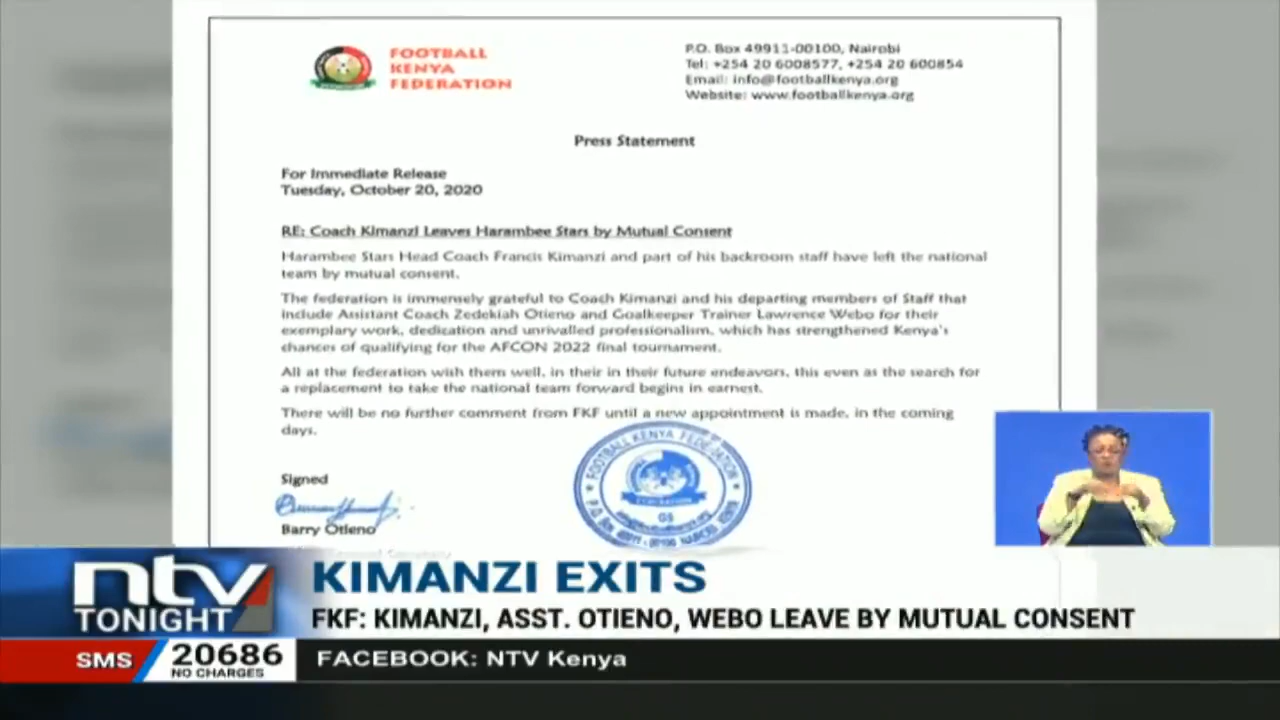 FOOTBALL
KENYA
FEDERATION
P.O. Box 49911-00100, Nairobi
Tel: +254 20 6008577, +254 20 600854
Email: info@footballkenya.org
Website: www.footballkenya.org
Press Statement
For Immediate Release
Tuesday, October 20, 2020
RE: Coach Kimanzi Leaves Harambee Stars by Mutual Consent
Harambee Stars Head Coach Francis Kimanzi and part of his backroom staff have left the national
team by mutual consent.
The federation is immensely grateful to Coach Kimanzi and his departing members of Staff that
include Assistant Coach Zedekiah Otieno and Goalkeeper Trainer Lawrence Webo for their
exemplary work, dedication and unrivalled professionalism, which has strengthened Kenya's
chances of qualifying for the AFCON 2022 final tournament.
All at the federation wish them well, in their in their future endeavors, this even as the search for
a replacement to take the national team forward begins in earnest.
There will be no further comment from FKF until a new appointment is made, in the coming
days.
Signed
Barry Otieno
FOOTBALL KENYA FEDERATION
ntv
TONIGHT
KIMANZI EXITS
FKF: KIMANZI, ASST. OTIENO, WEBO LEAVE BY MUTUAL CONSENT
SMS 20686
NO CHARGES
FACEBOOK: NTV Kenya